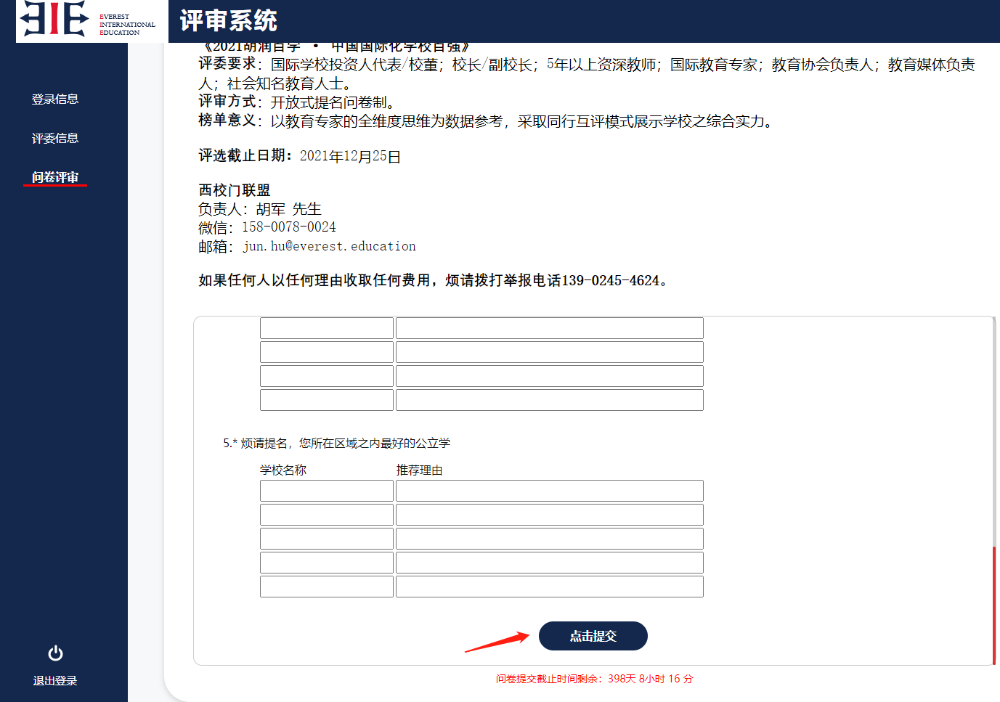 EVEREST
INTERNATIONAL
EDUCATION
评审系统
登录信息
评委信息
问卷评审
退出登录
《2021胡润百学 · 中国国际化学校百强》
评委要求：国际学校投资人代表/校董；校长/副校长；5年以上资深教师；国际教育专家；教育协会负责人；教育媒体负责
人；社会知名教育人士。
评审方式：开放式提名问卷制。
榜单意义：以教育专家的全维度思维为数据参考，采取同行互评模式展示学校之综合实力。
评选截止日期：2021年12月25日
西校门联盟
负责人：胡军 先生
微信：158-0078-0024
邮箱：jun.hu@everest.education
如果任何人以任何理由收取任何费用，烦请拨打举报电话139-0245-4624。
5.* 烦请提名，您所在区域之内最好的公立学
学校名称 推荐理由
点击提交
问卷提交截止时间剩余：398天 8小时 16 分